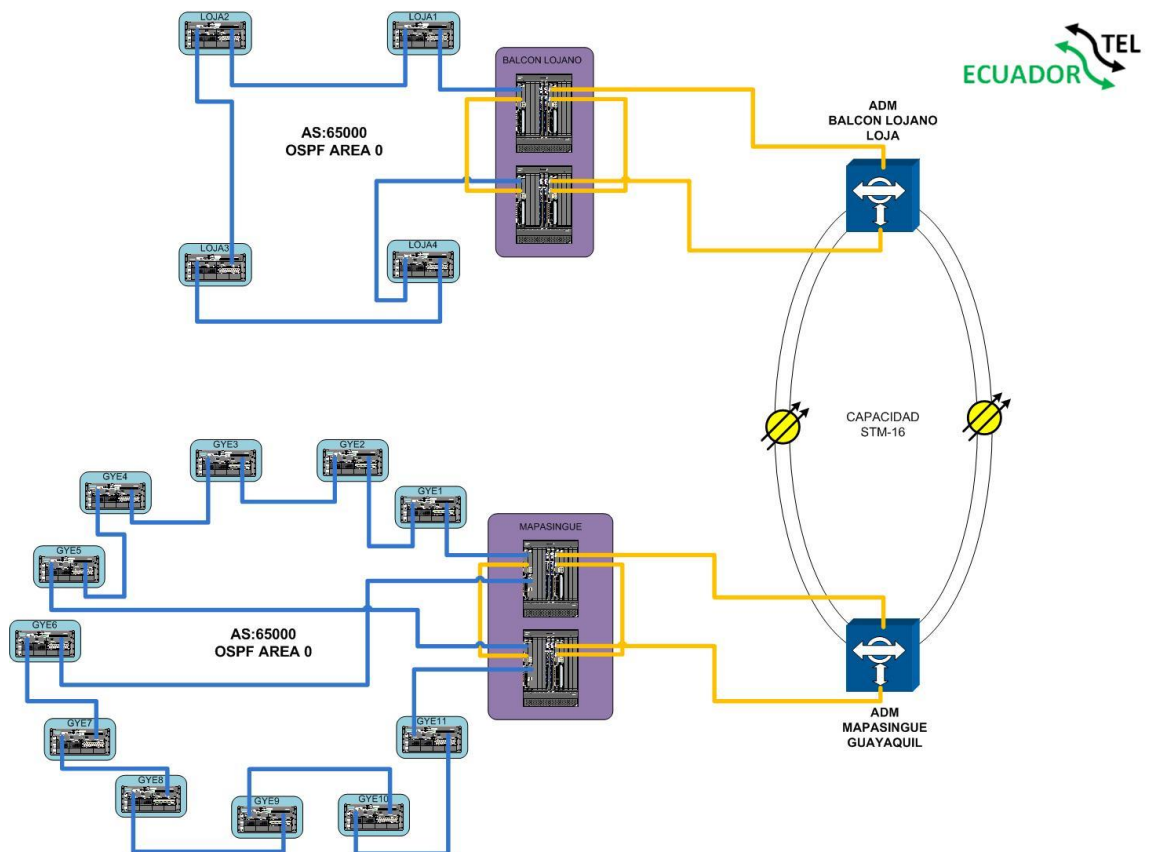 LOJA2
LOJA1
TEL
ECUADOR
BALCON LOJANO
ADM
BALCON LOJANO
LOJA
AS:65000
OSPF AREA 0
LOJA3
LOJA4
CAPACIDAD
STM-16
GYE3
GYE2
GYE4
GYE1
MAPASINGUE
GYE5
GYE6
AS:65000
OSPF AREA 0
ADM
MAPASINGUE
GUAYAQUIL
GYE7
GYE11
GYE8
GYE9
GYE10